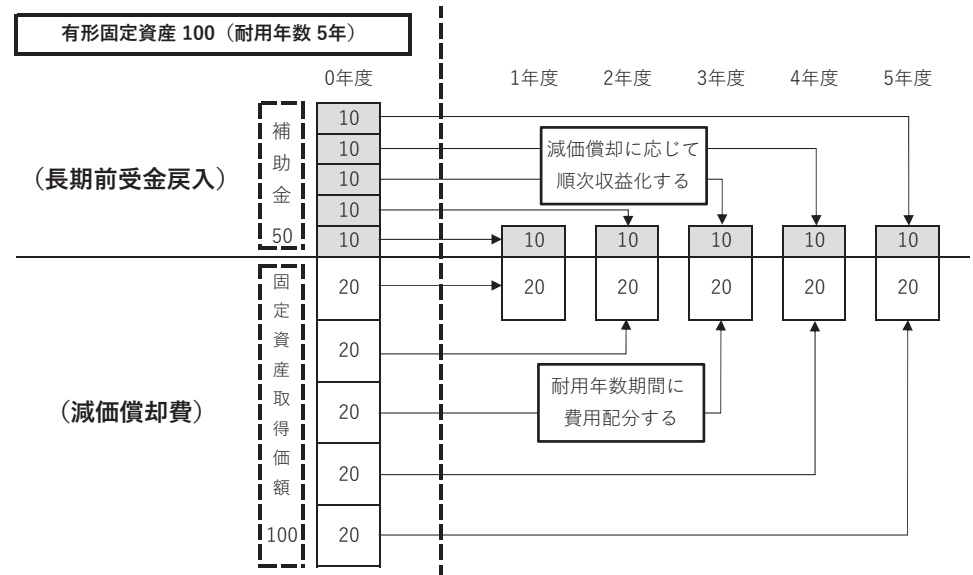 有形固定資産 100（耐用年数 5年）
0年度
1年度
2年度
3年度
4年度
5年度
（長期前受金戻入）
補助金 50
10
10
10
10
10
減価償却に応じて
順次収益化する
10
10
10
10
10
（減価償却費）
固定資産取得価額 100
20
20
20
20
20
20
20
20
20
20
耐用年数期間に
費用配分する